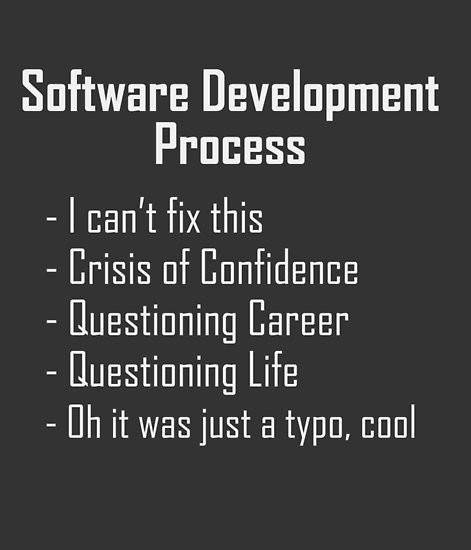 Software Development
Process
- I can't fix this
- Crisis of Confidence
- Questioning Career
- Questioning Life
- Oh it was just a typo, cool